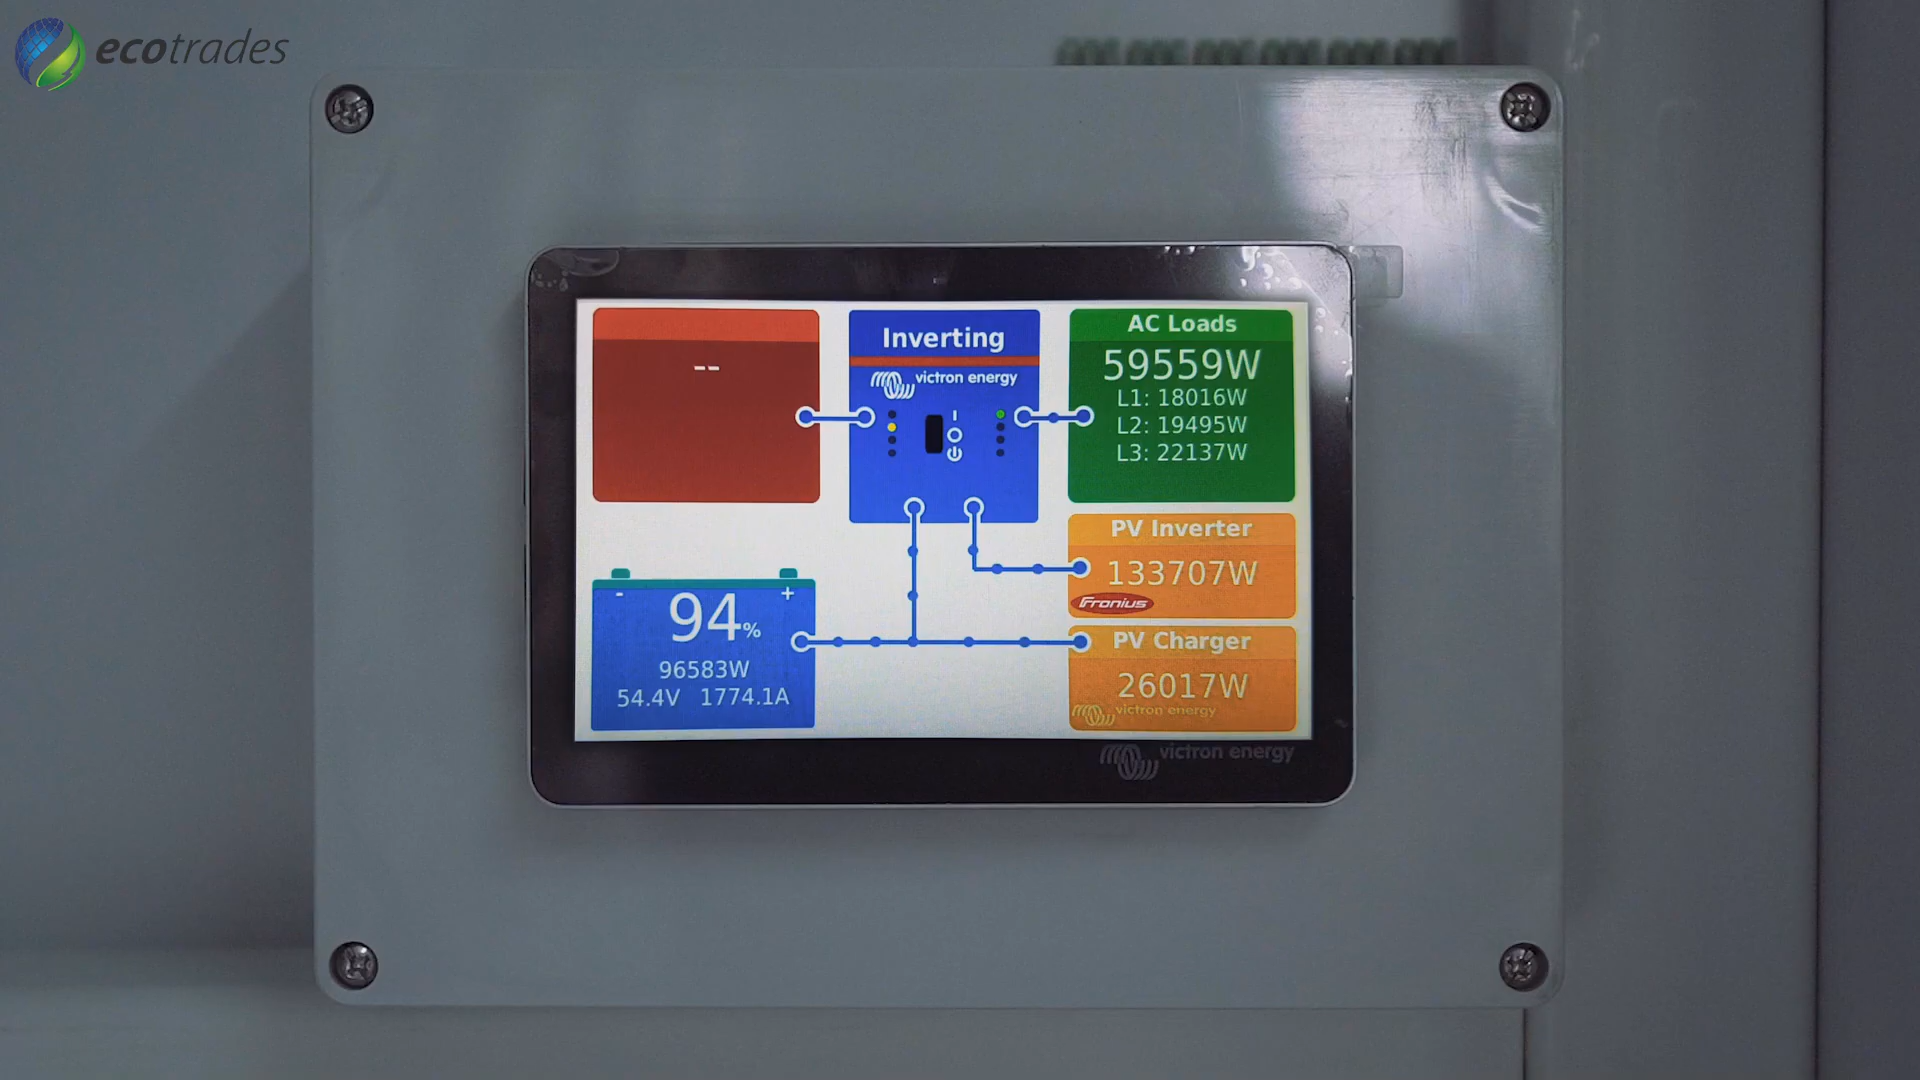 ecotrades
--
Inverting
victron energy
AC Loads
59559W
L1: 18016W
L2: 19495W
L3: 22137W
PV Inverter
133707W
Fronius
94%
96583W
54.4V 1774.1A
PV Charger
26017W
victron energy
victron energy